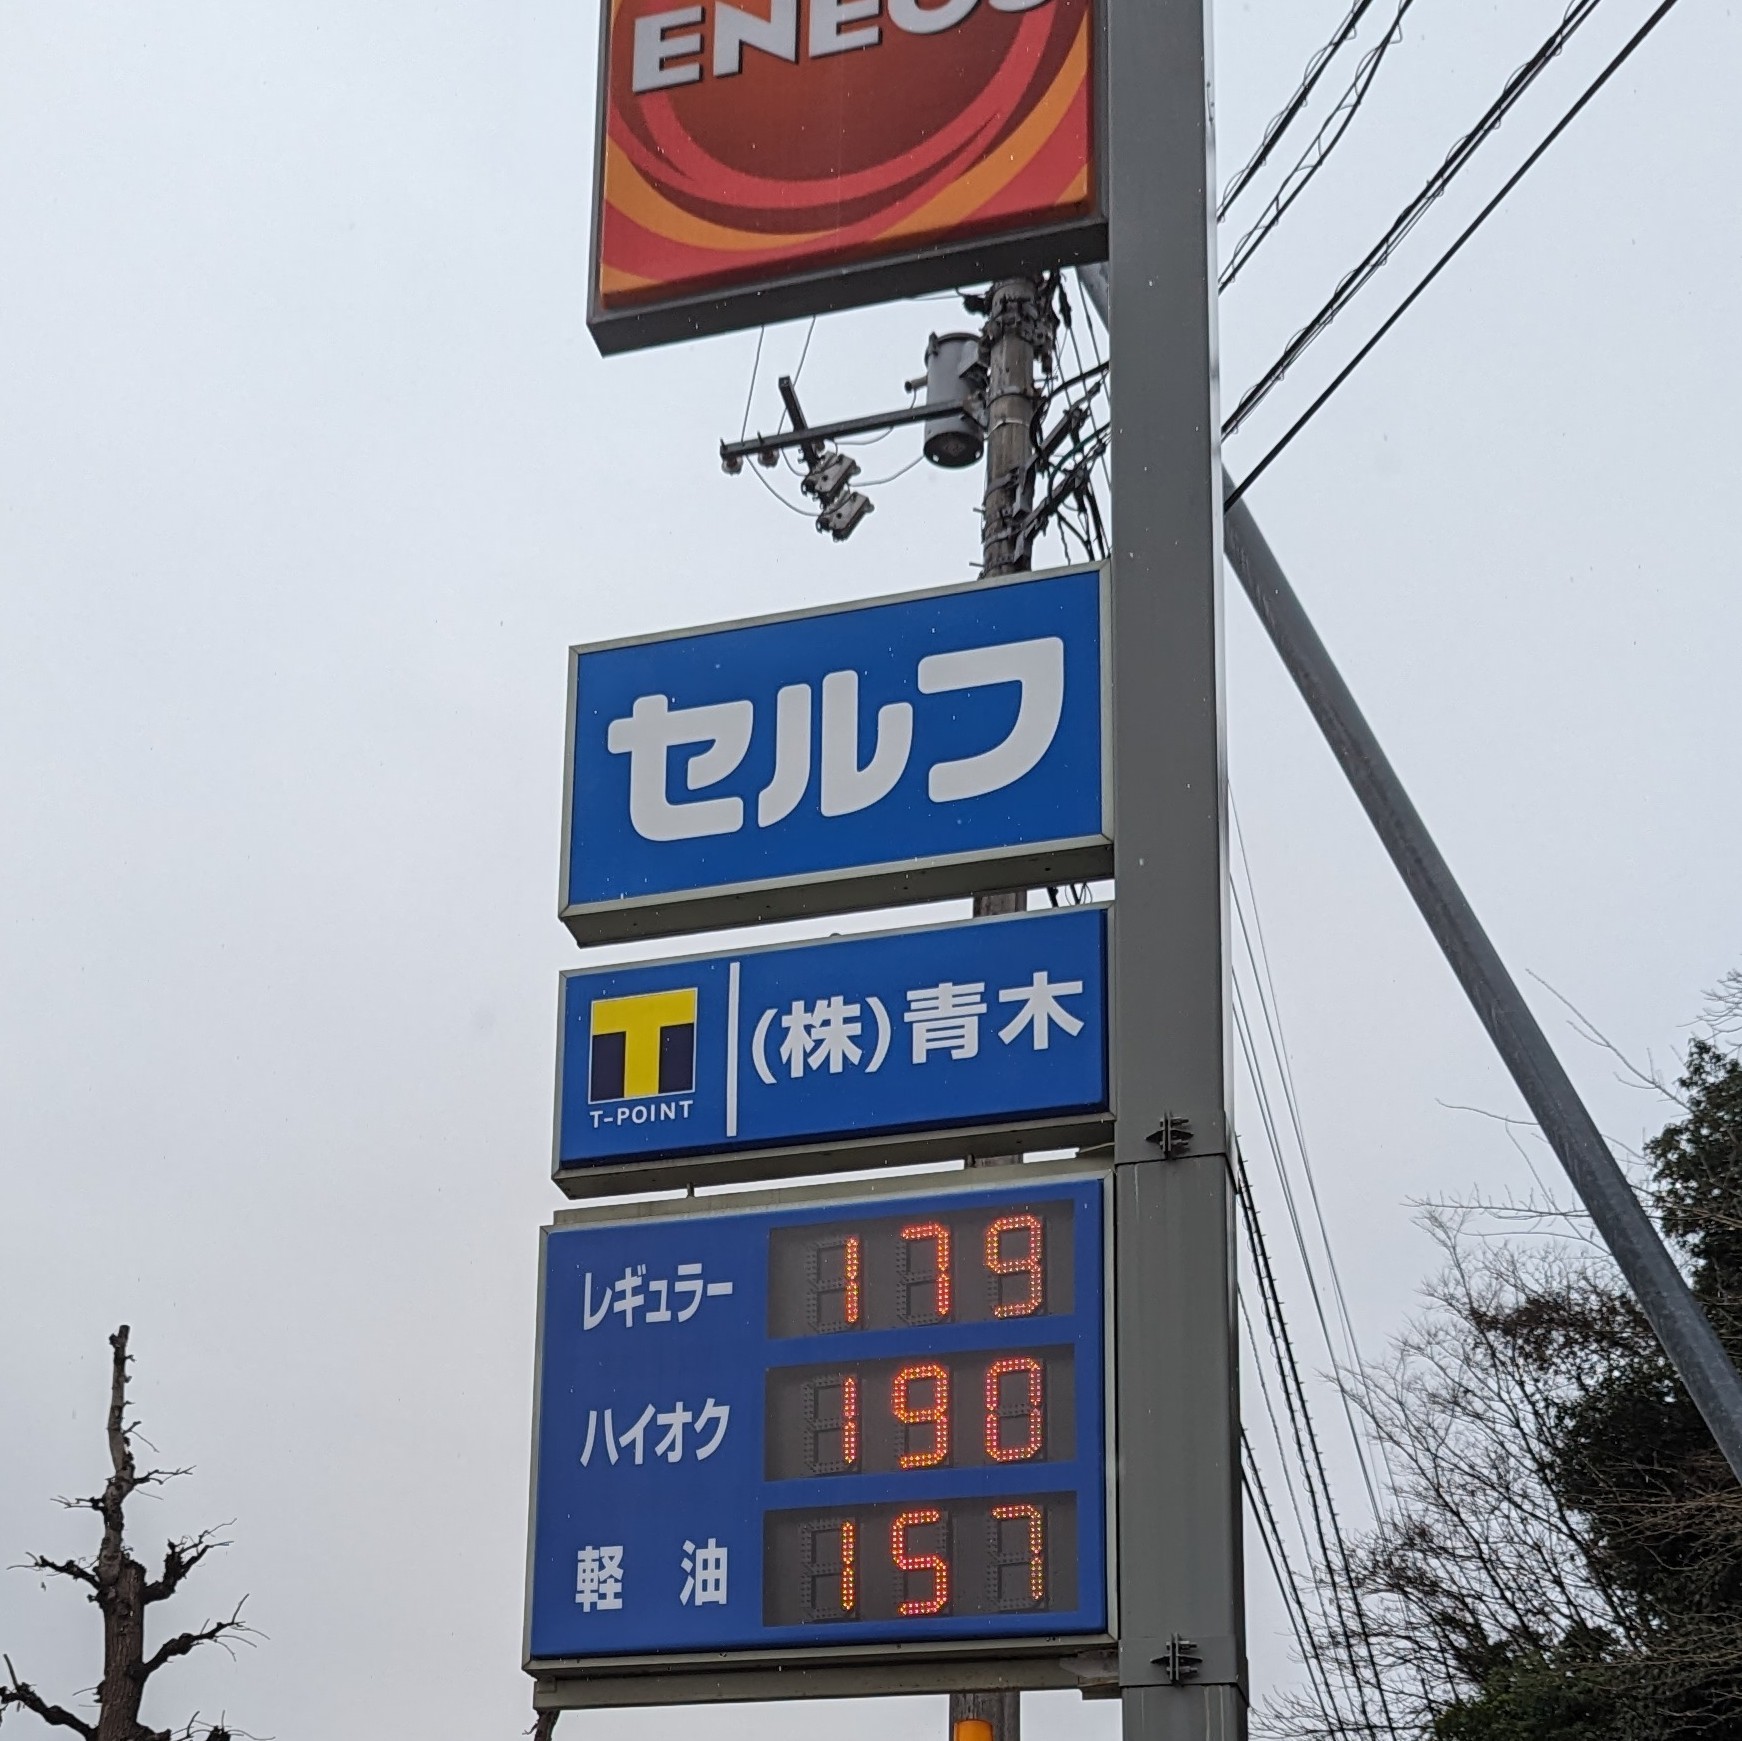 ENEOS
セルフ
T-POINT
(株)青木
レギュラー 179
ハイオク 190
軽油 157